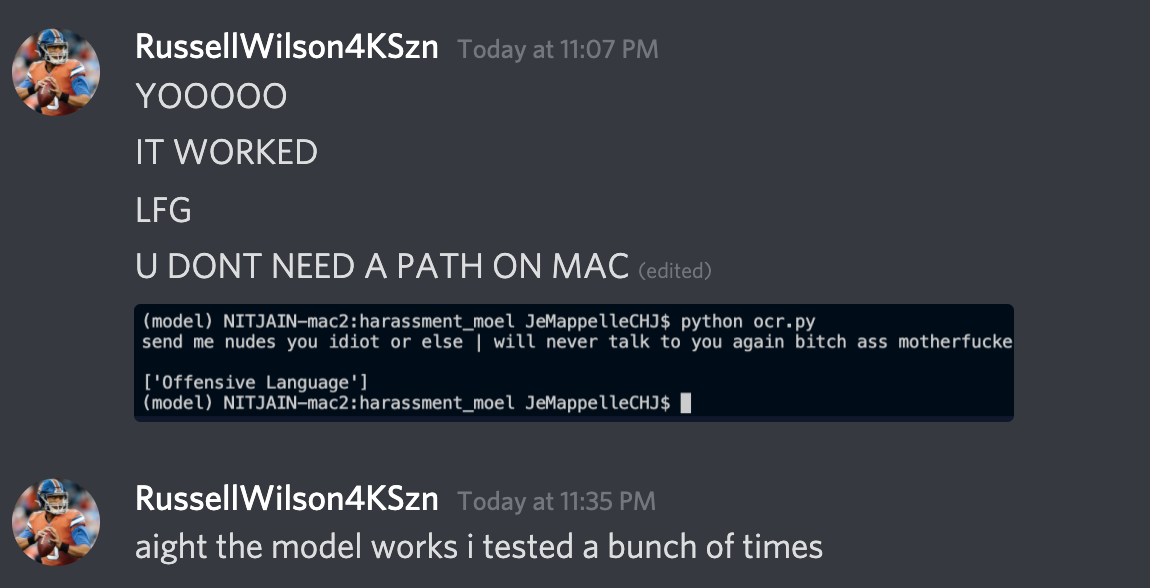 RussellWilson4KSzn Today at 11:07 PM
YOOOOO
IT WORKED
LFG
U DONT NEED A PATH ON MAC (edited)
(model) NITJAIN-mac2:harassment_moel JeMappelleCHJ$ python ocr.py
send me nudes you idiot or else | will never talk to you again bitch ass motherfucke
['Offensive Language']
(model) NITJAIN-mac2:harassment_moel JeMappelleCHJ$
RussellWilson4KSzn Today at 11:35 PM
aight the model works i tested a bunch of times